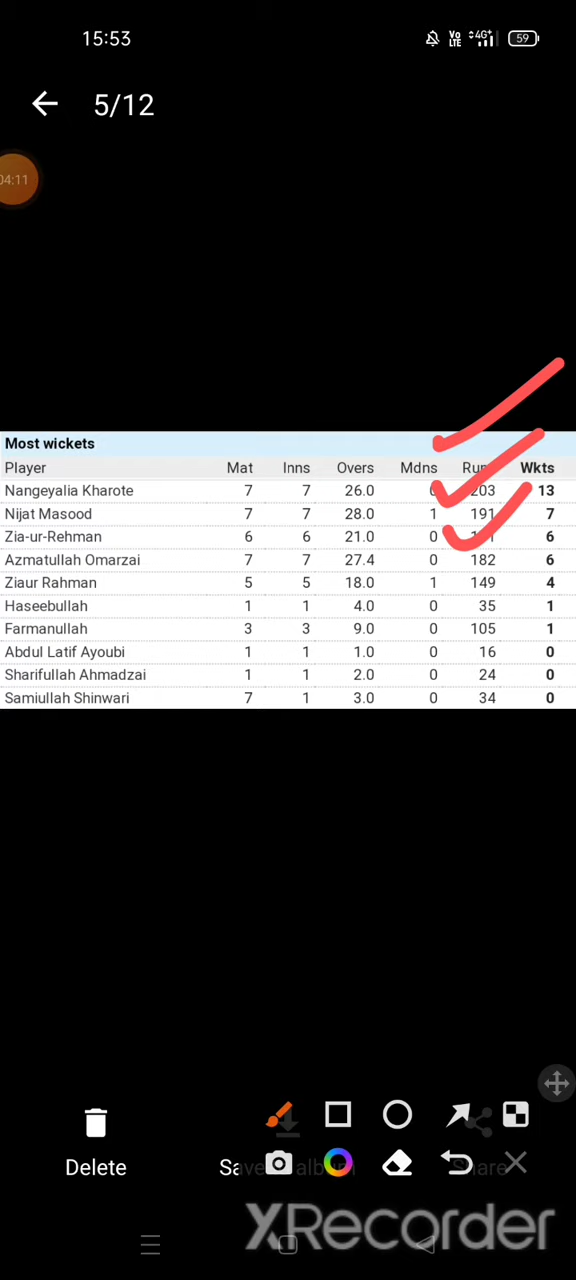 15:53
Vo LTE 4G+ 59
5/12
04:11
Most wickets
Player Mat Inns Overs Mdns Wkts
Nangeyalia Kharote 7 7 26.0 203 13
Nijat Masood 7 7 28.0 1 191 7
Zia-ur-Rehman 6 6 21.0 0 6
Azmatullah Omarzai 7 7 27.4 0 182 6
Ziaur Rahman 5 5 18.0 1 149 4
Haseebullah 1 1 4.0 0 35 1
Farmanullah 3 3 9.0 0 105 1
Abdul Latif Ayoubi 1 1 1.0 0 16 0
Sharifullah Ahmadzai 1 1 2.0 0 24 0
Samiullah Shinwari 7 1 3.0 0 34 0
Delete Share
XRecorder